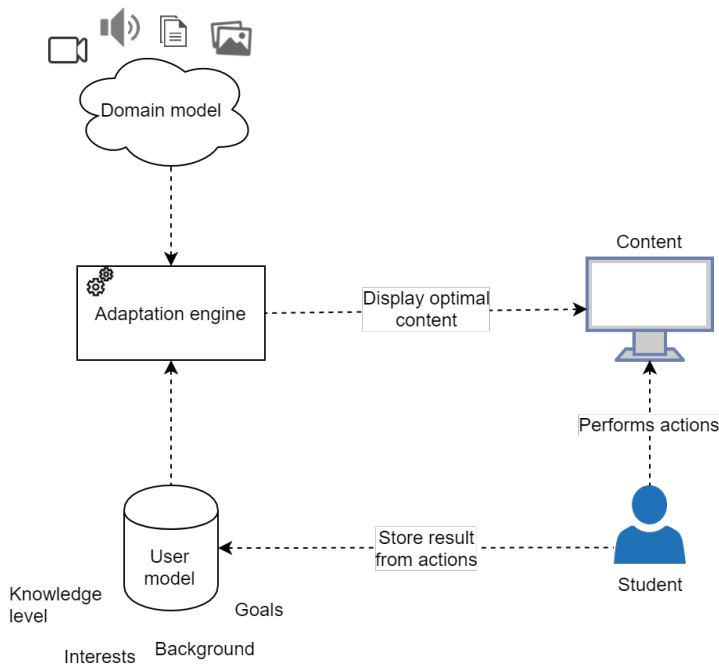 Domain model
Content
Adaptation engine
Display optimal
content
Performs actions
User
model
Store result
from actions
Student
Knowledge
level
Goals
Background
Interests